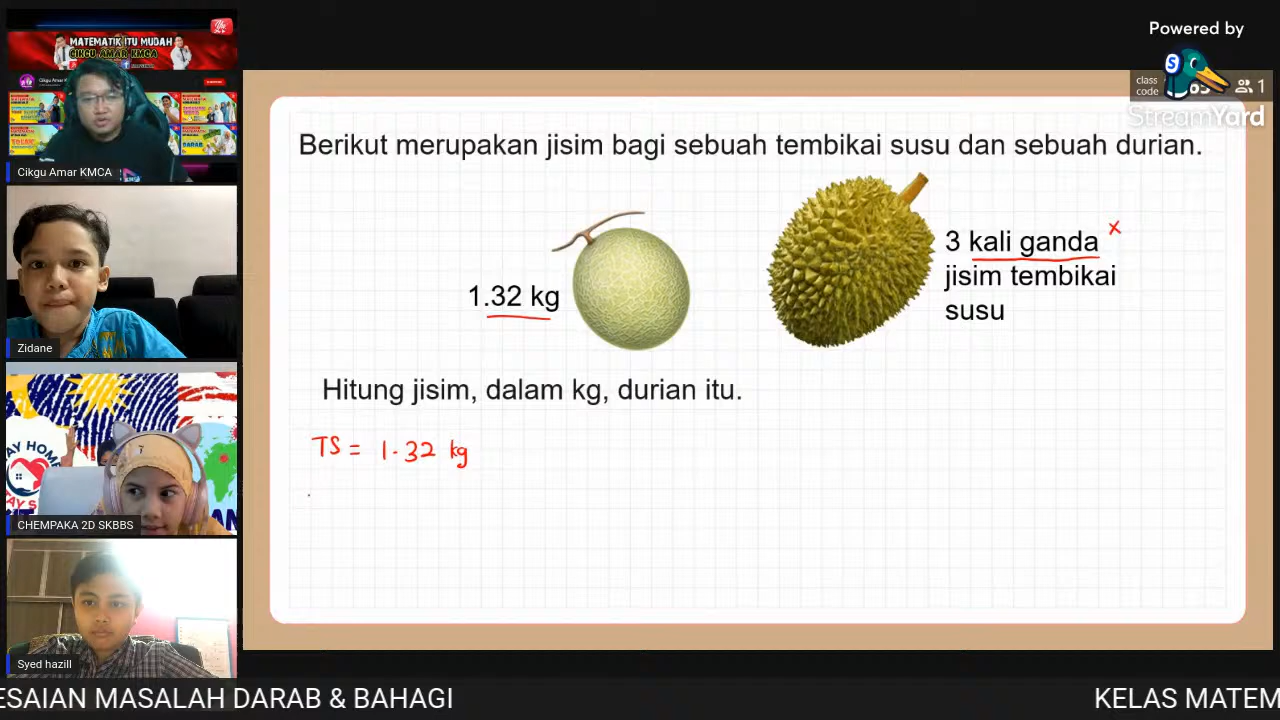 Powered by
class
code
1
StreamYard
MATEMATIK ITU MUDAH
CIKGU AMAR KMCA
Cikgu Amar KMCA
Zidane
CHEMPAKA 2D SKBBS
Syed hazill
Berikut merupakan jisim bagi sebuah tembikai susu dan sebuah durian.
1.32 kg
3 kali ganda ×
jisim tembikai
susu
Hitung jisim, dalam kg, durian itu.
TS = 1.32 kg
ESAIAN MASALAH DARAB & BAHAGI
KELAS MATEM